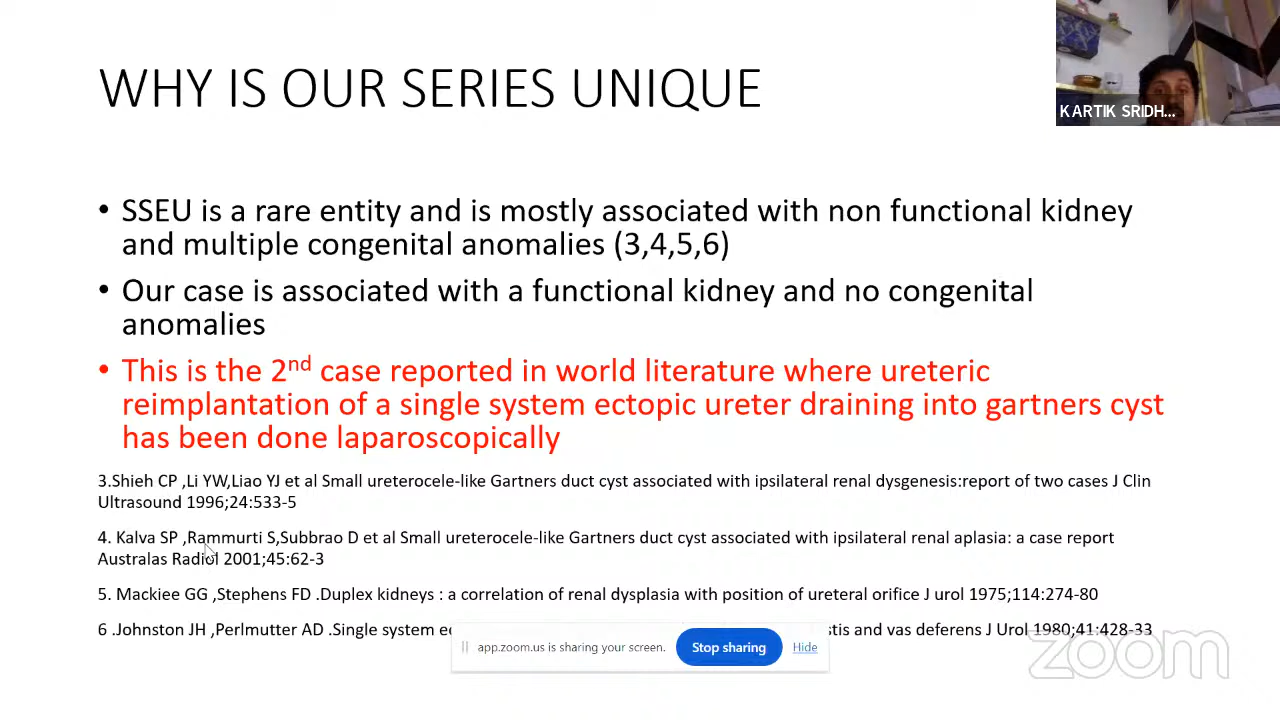 WHY IS OUR SERIES UNIQUE
KARTIK SRIDH...
• SSEU is a rare entity and is mostly associated with non functional kidney
and multiple congenital anomalies (3,4,5,6)
• Our case is associated with a functional kidney and no congenital
anomalies
• This is the 2nd case reported in world literature where ureteric
reimplantation of a single system ectopic ureter draining into gartners cyst
has been done laparoscopically
3.Shieh CP ,Li YW,Liao YJ et al Small ureterocele-like Gartners duct cyst associated with ipsilateral renal dysgenesis:report of two cases J Clin
Ultrasound 1996;24:533-5
4. Kalva SP ,Rammurti S,Subbrao D et al Small ureterocele-like Gartners duct cyst associated with ipsilateral renal aplasia: a case report
Australas Radiol 2001;45:62-3
5. Mackiee GG ,Stephens FD .Duplex kidneys : a correlation of renal dysplasia with position of ureteral orifice J urol 1975;114:274-80
6 .Johnston JH ,Perlmutter AD .Single system and vas deferens J Urol 1980;41:428-33
app.zoom.us is sharing your screen. Stop sharing Hide
zoom